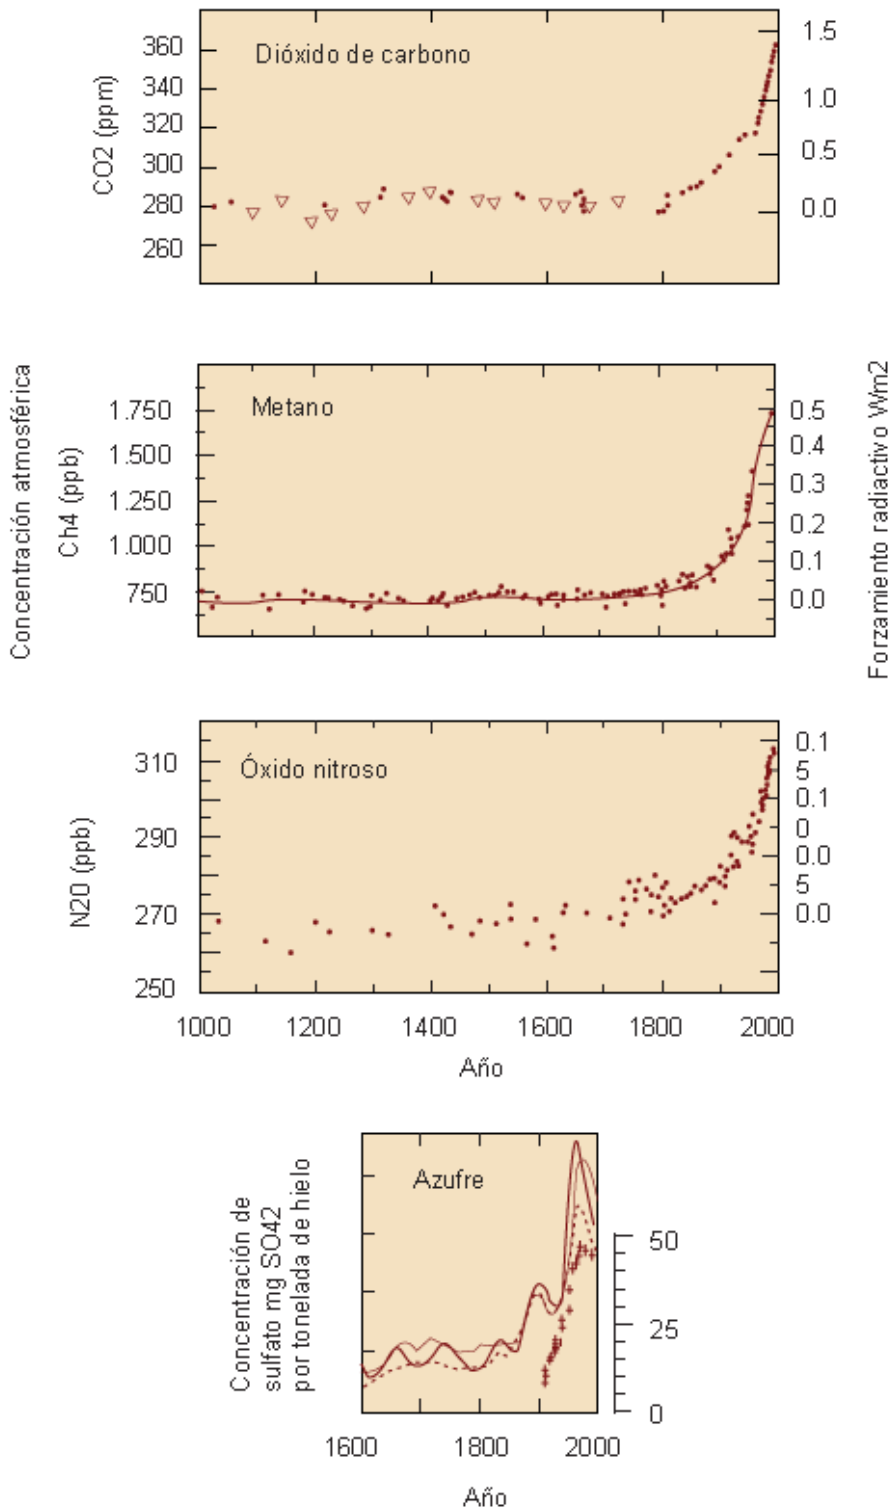 360
340
320
300
280
260
CO2 (ppm)
Dióxido de carbono
1.5
1.0
0.5
0.0
Concentración atmosférica
Ch4 (ppb)
1.750
1.500
1.250
1.000
750
Metano
0.5
0.4
0.3
0.2
0.1
0.0
Forzamiento radiactivo Wm2
N20 (ppb)
310
290
270
250
Óxido nitroso
0.1
5
0.1
0
0.0
5
0.0
1000 1200 1400 1600 1800 2000
Año
Concentración de
sulfato mg SO42
por tonelada de hielo
Azufre
50
25
0
1600 1800 2000
Año